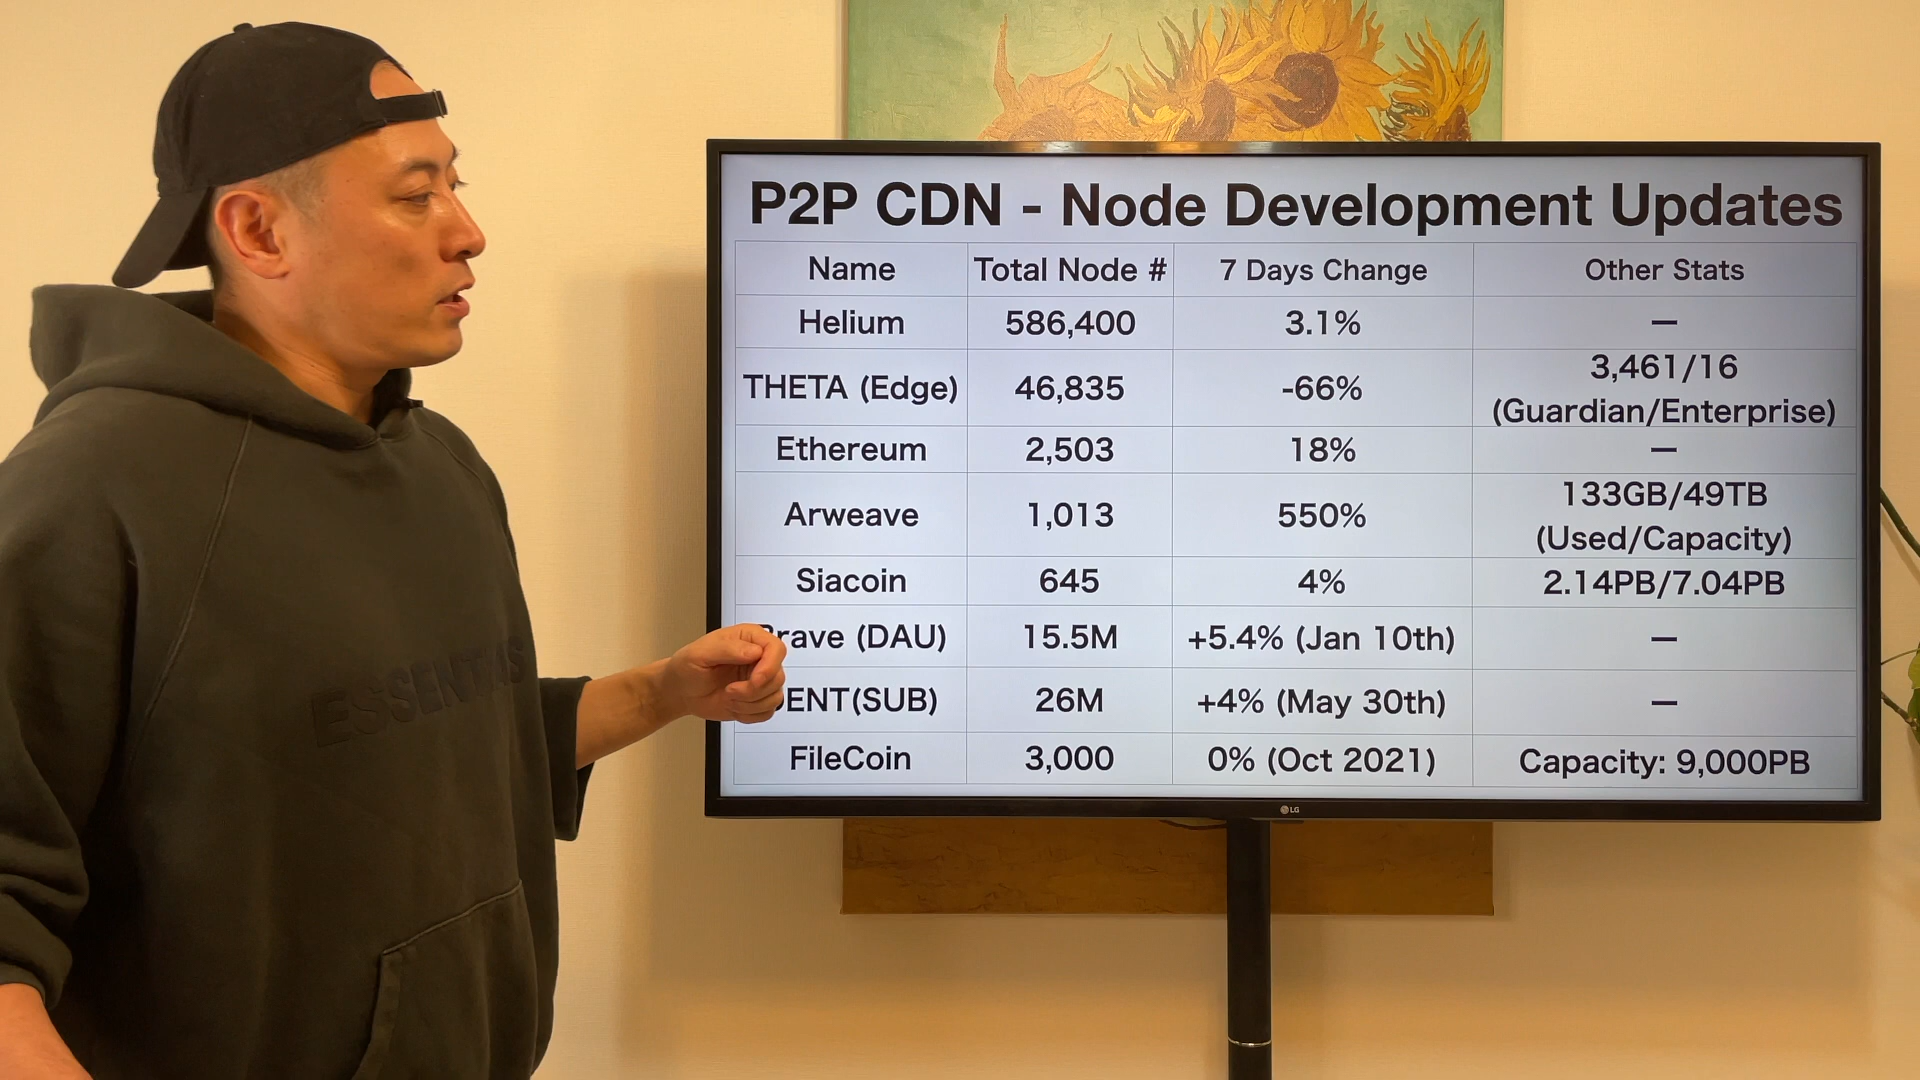 P2P CDN - Node Development Updates
Name Total Node # 7 Days Change Other Stats
Helium 586,400 3.1% —
THETA (Edge) 46,835 -66% 3,461/16
(Guardian/Enterprise)
Ethereum 2,503 18% —
Arweave 1,013 550% 133GB/49TB
(Used/Capacity)
Siacoin 645 4% 2.14PB/7.04PB
Brave (DAU) 15.5M +5.4% (Jan 10th) —
DENT(SUB) 26M +4% (May 30th) —
FileCoin 3,000 0% (Oct 2021) Capacity: 9,000PB
LG
ESSENTIALS